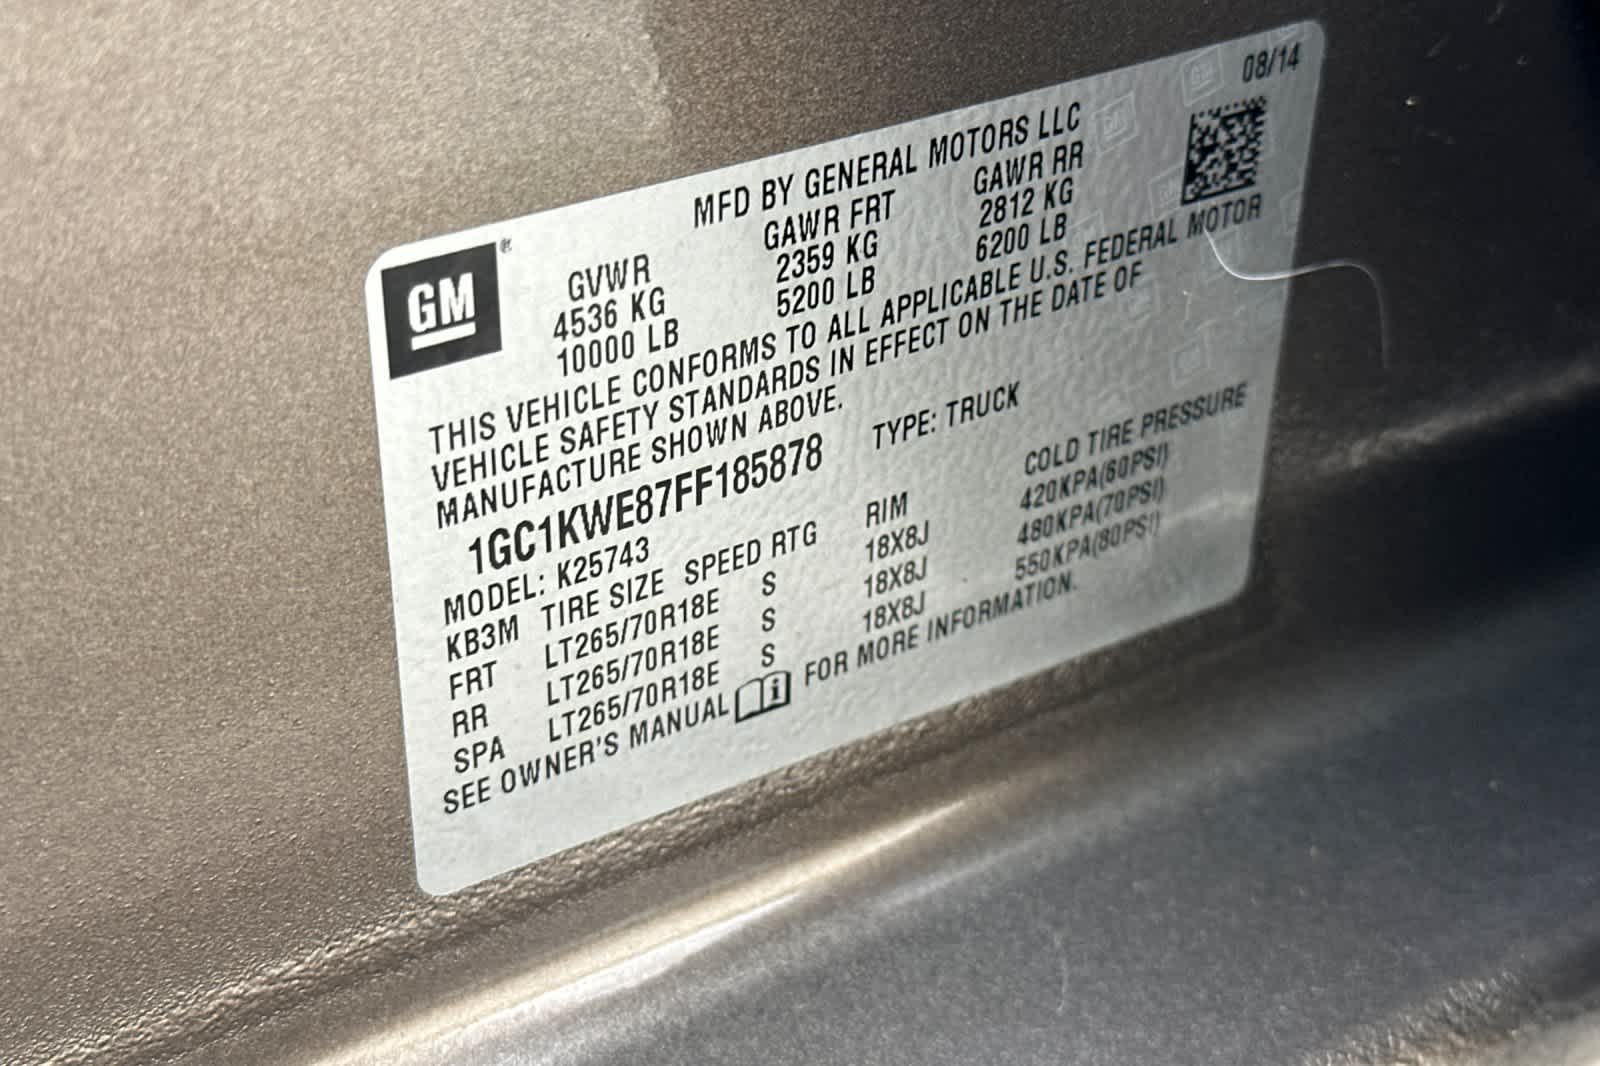 08/14
MFD BY GENERAL MOTORS LLC
GM®
GVWR GAWR FRT GAWR RR
4536 KG 2359 KG 2812 KG
10000 LB 5200 LB 6200 LB
THIS VEHICLE CONFORMS TO ALL APPLICABLE U.S. FEDERAL MOTOR
VEHICLE SAFETY STANDARDS IN EFFECT ON THE DATE OF
MANUFACTURE SHOWN ABOVE.
1GC1KWE87FF185878 TYPE: TRUCK
MODEL: K25743
KB3M TIRE SIZE SPEED RTG RIM COLD TIRE PRESSURE
FRT LT265/70R18E S 18X8J 420KPA(60PSI)
RR LT265/70R18E S 18X8J 480KPA(70PSI)
SPA LT265/70R18E S 18X8J 550KPA(80PSI)
SEE OWNER'S MANUAL i FOR MORE INFORMATION.